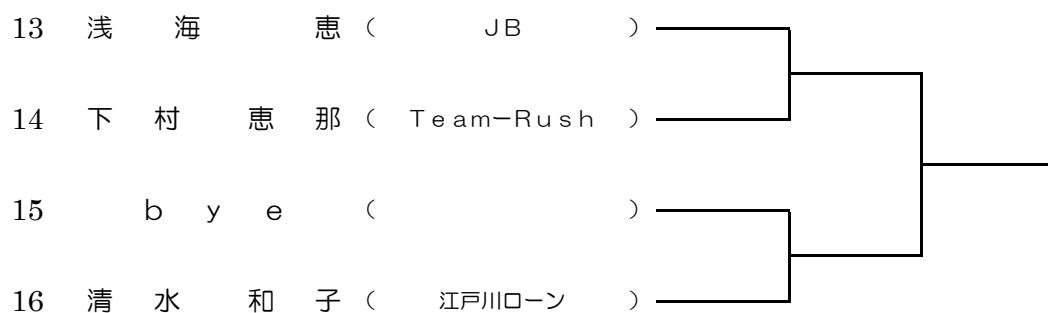 13 浅 海 恵 ( JB )
14 下 村 恵 那 ( Team−Rush )
15 bye ( )
16 清 水 和 子 ( 江戸川ローン )